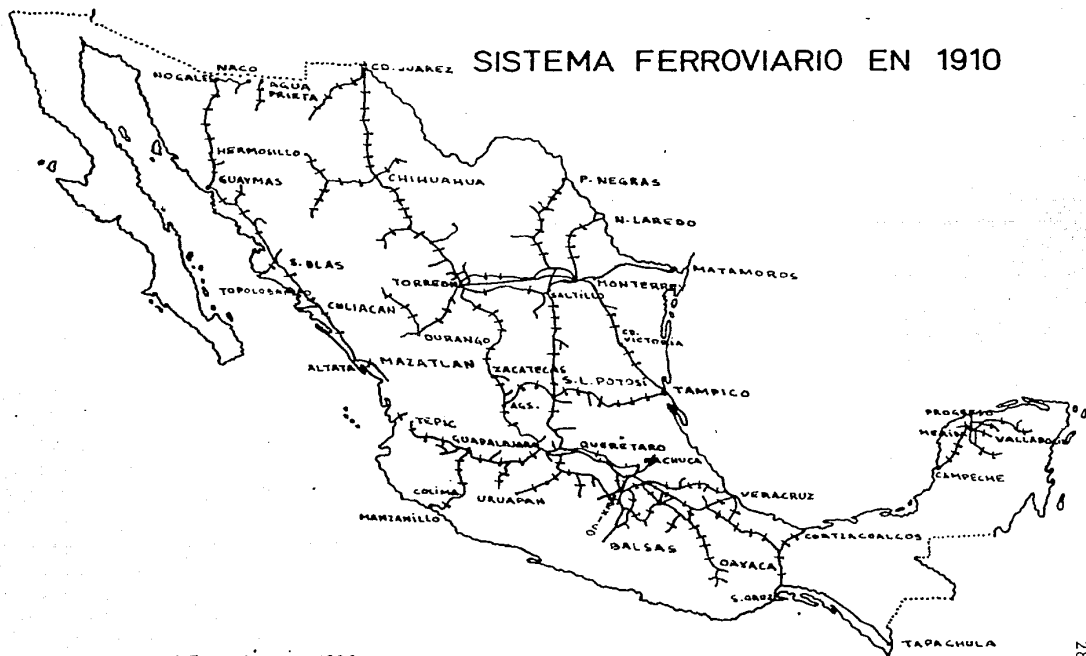 SISTEMA FERROVIARIO EN 1910
NACO
NOGALES
CD. JUAREZ
AGUA
PRIETA
HERMOSILLO
GUAYMAS
CHIHUAHUA
P. NEGRAS
N. LAREDO
S. BLAS
TORREON
MONTERREY
MATAMOROS
TOPOLOBAMPO
CULIACAN
SALTILLO
DURANGO
CD.
VICTORIA
ALTATA
MAZATLAN
ZACATECAS
S. L. POTOSI
TAMPICO
AGS.
TEPIC
GUADALAJARA
QUERÉTARO
PACHUCA
PROGRESO
MERIDA
VALLADOLID
CAMPECHE
COLIMA
URUAPAN
VERACRUZ
MANZANILLO
BALSAS
COATZACOALCOS
OAXACA
S. CRUZ
TAPACHULA